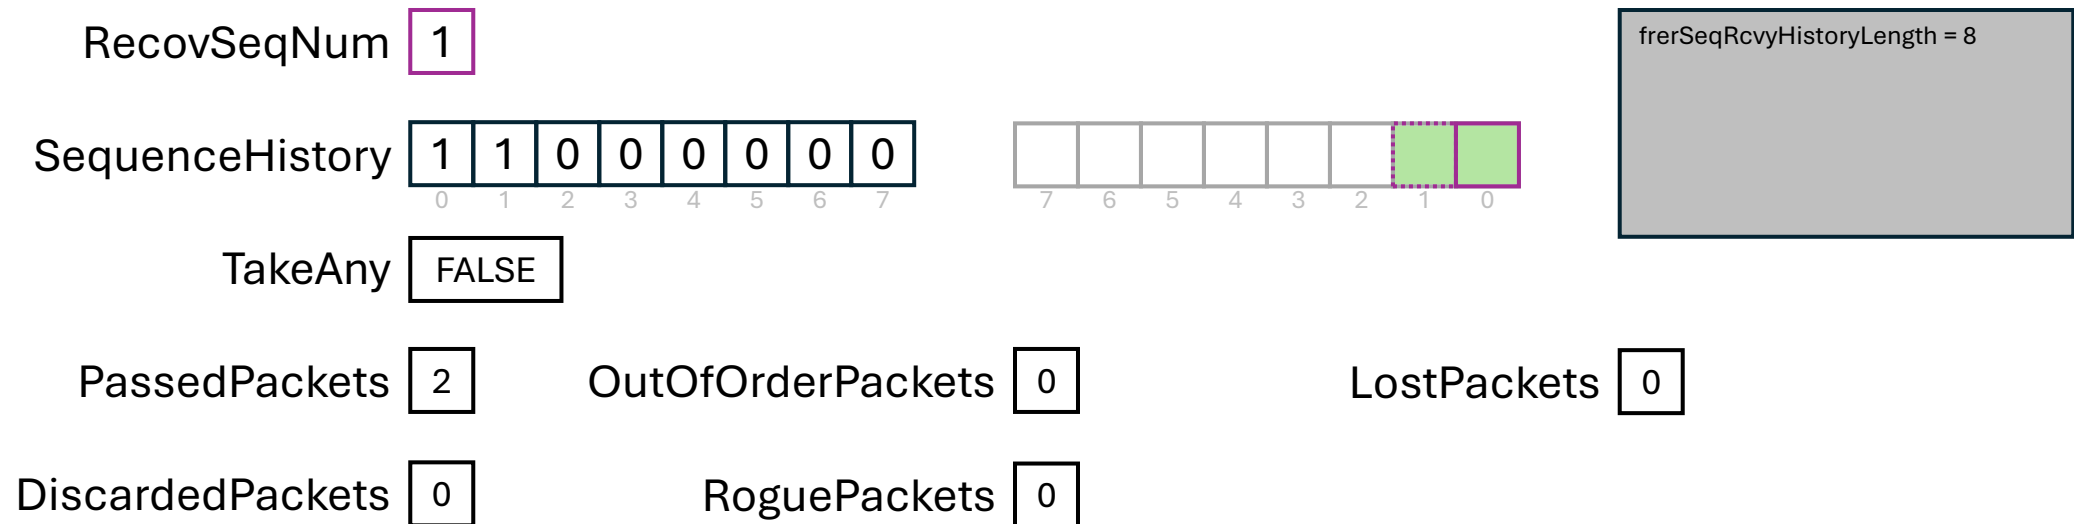 RecovSeqNum 1 frerSeqRcvyHistoryLength = 8
SequenceHistory 1 1 0 0 0 0 0 0
0 1 2 3 4 5 6 7 7 6 5 4 3 2 1 0
TakeAny FALSE
PassedPackets 2 OutOfOrderPackets 0 LostPackets 0
DiscardedPackets 0 RoguePackets 0